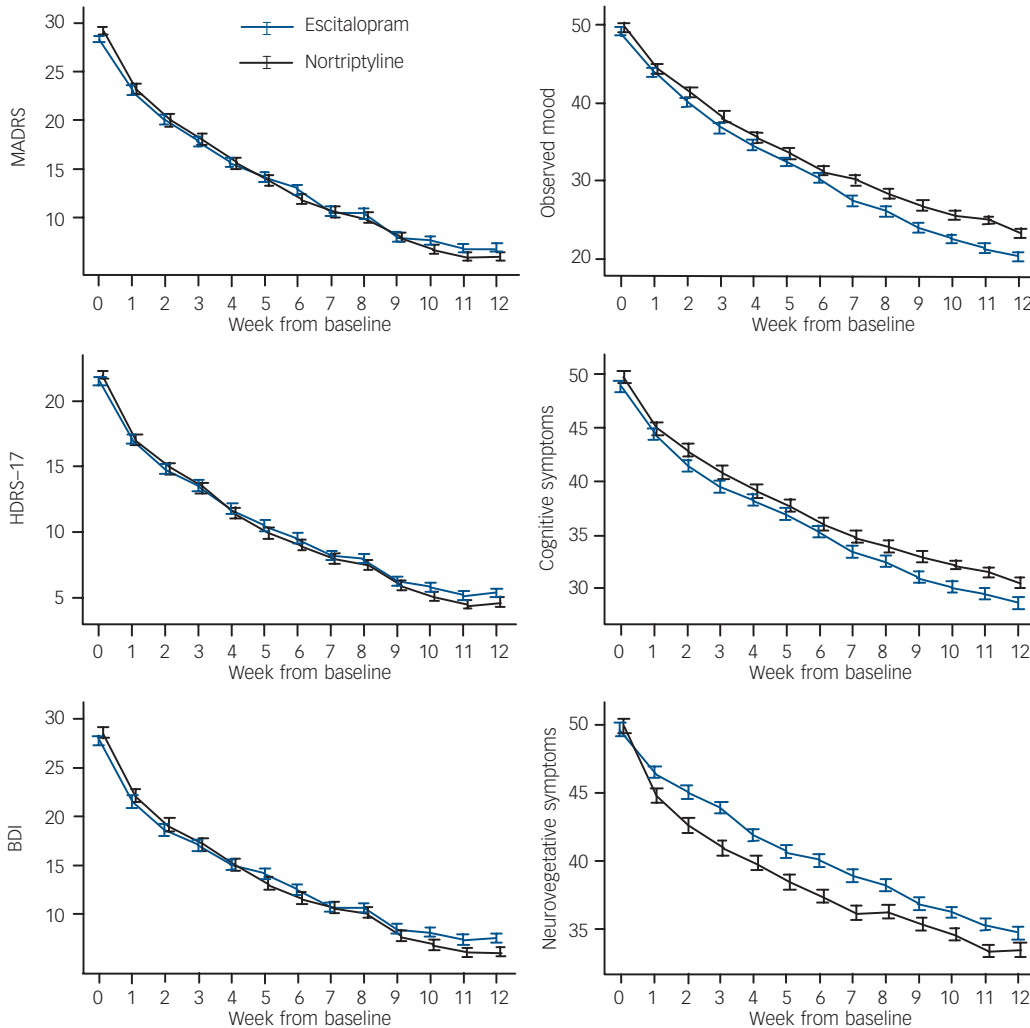 Escitalopram
Nortriptyline
MADRS
30
25
20
15
10
0 1 2 3 4 5 6 7 8 9 10 11 12
Week from baseline
Observed mood
50
40
30
20
0 1 2 3 4 5 6 7 8 9 10 11 12
Week from baseline
HDRS–17
20
15
10
5
0 1 2 3 4 5 6 7 8 9 10 11 12
Week from baseline
Cognitive symptoms
50
45
40
35
30
0 1 2 3 4 5 6 7 8 9 10 11 12
Week from baseline
BDI
30
25
20
15
10
0 1 2 3 4 5 6 7 8 9 10 11 12
Week from baseline
Neurovegetative symptoms
50
45
40
35
0 1 2 3 4 5 6 7 8 9 10 11 12
Week from baseline